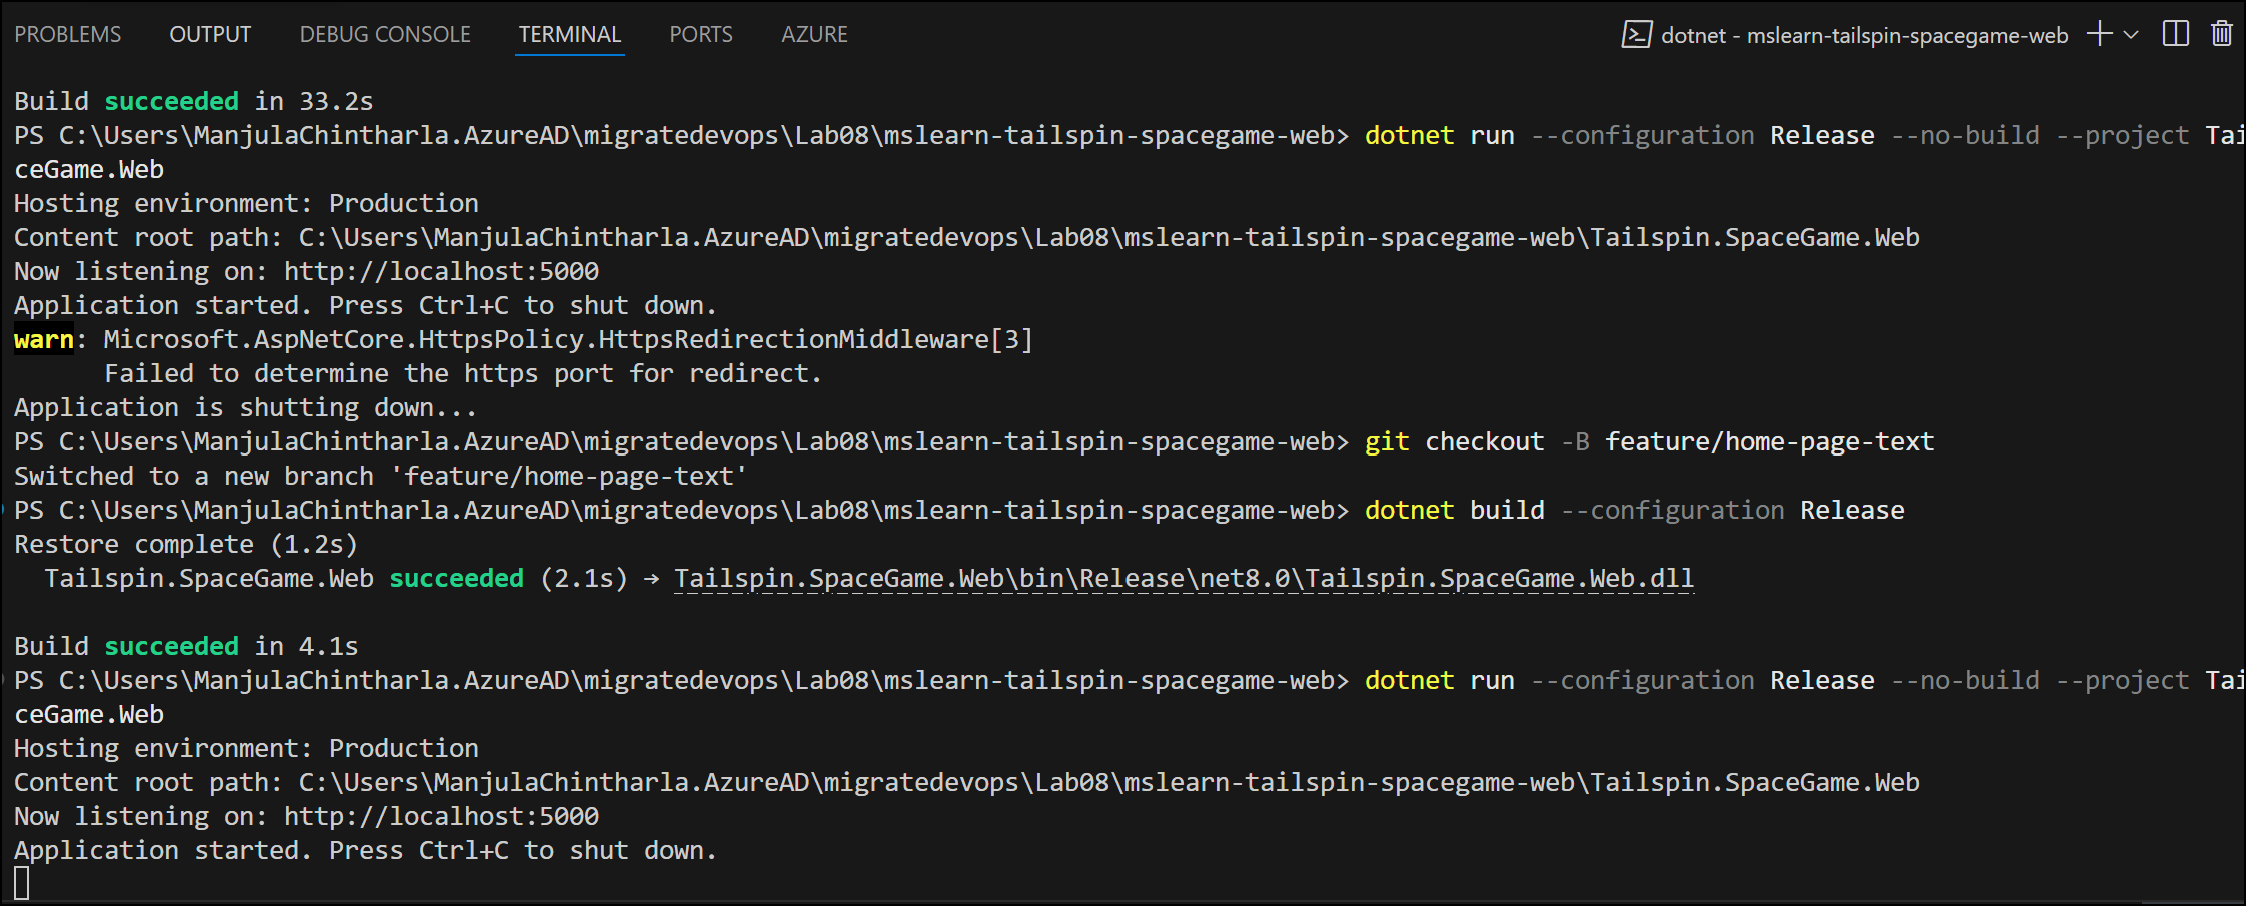 PROBLEMS OUTPUT DEBUG CONSOLE TERMINAL PORTS AZURE dotnet - mslearn-tailspin-spacegame-web
Build succeeded in 33.2s
PS C:\Users\ManjulaChintharla.AzureAD\migratedevops\Lab08\mslearn-tailspin-spacegame-web> dotnet run --configuration Release --no-build --project Tai
ceGame.Web
Hosting environment: Production
Content root path: C:\Users\ManjulaChintharla.AzureAD\migratedevops\Lab08\mslearn-tailspin-spacegame-web\Tailspin.SpaceGame.Web
Now listening on: http://localhost:5000
Application started. Press Ctrl+C to shut down.
warn: Microsoft.AspNetCore.HttpsPolicy.HttpsRedirectionMiddleware[3]
Failed to determine the https port for redirect.
Application is shutting down...
PS C:\Users\ManjulaChintharla.AzureAD\migratedevops\Lab08\mslearn-tailspin-spacegame-web> git checkout -B feature/home-page-text
Switched to a new branch 'feature/home-page-text'
PS C:\Users\ManjulaChintharla.AzureAD\migratedevops\Lab08\mslearn-tailspin-spacegame-web> dotnet build --configuration Release
Restore complete (1.2s)
Tailspin.SpaceGame.Web succeeded (2.1s) → Tailspin.SpaceGame.Web\bin\Release\net8.0\Tailspin.SpaceGame.Web.dll
Build succeeded in 4.1s
PS C:\Users\ManjulaChintharla.AzureAD\migratedevops\Lab08\mslearn-tailspin-spacegame-web> dotnet run --configuration Release --no-build --project Tai
ceGame.Web
Hosting environment: Production
Content root path: C:\Users\ManjulaChintharla.AzureAD\migratedevops\Lab08\mslearn-tailspin-spacegame-web\Tailspin.SpaceGame.Web
Now listening on: http://localhost:5000
Application started. Press Ctrl+C to shut down.